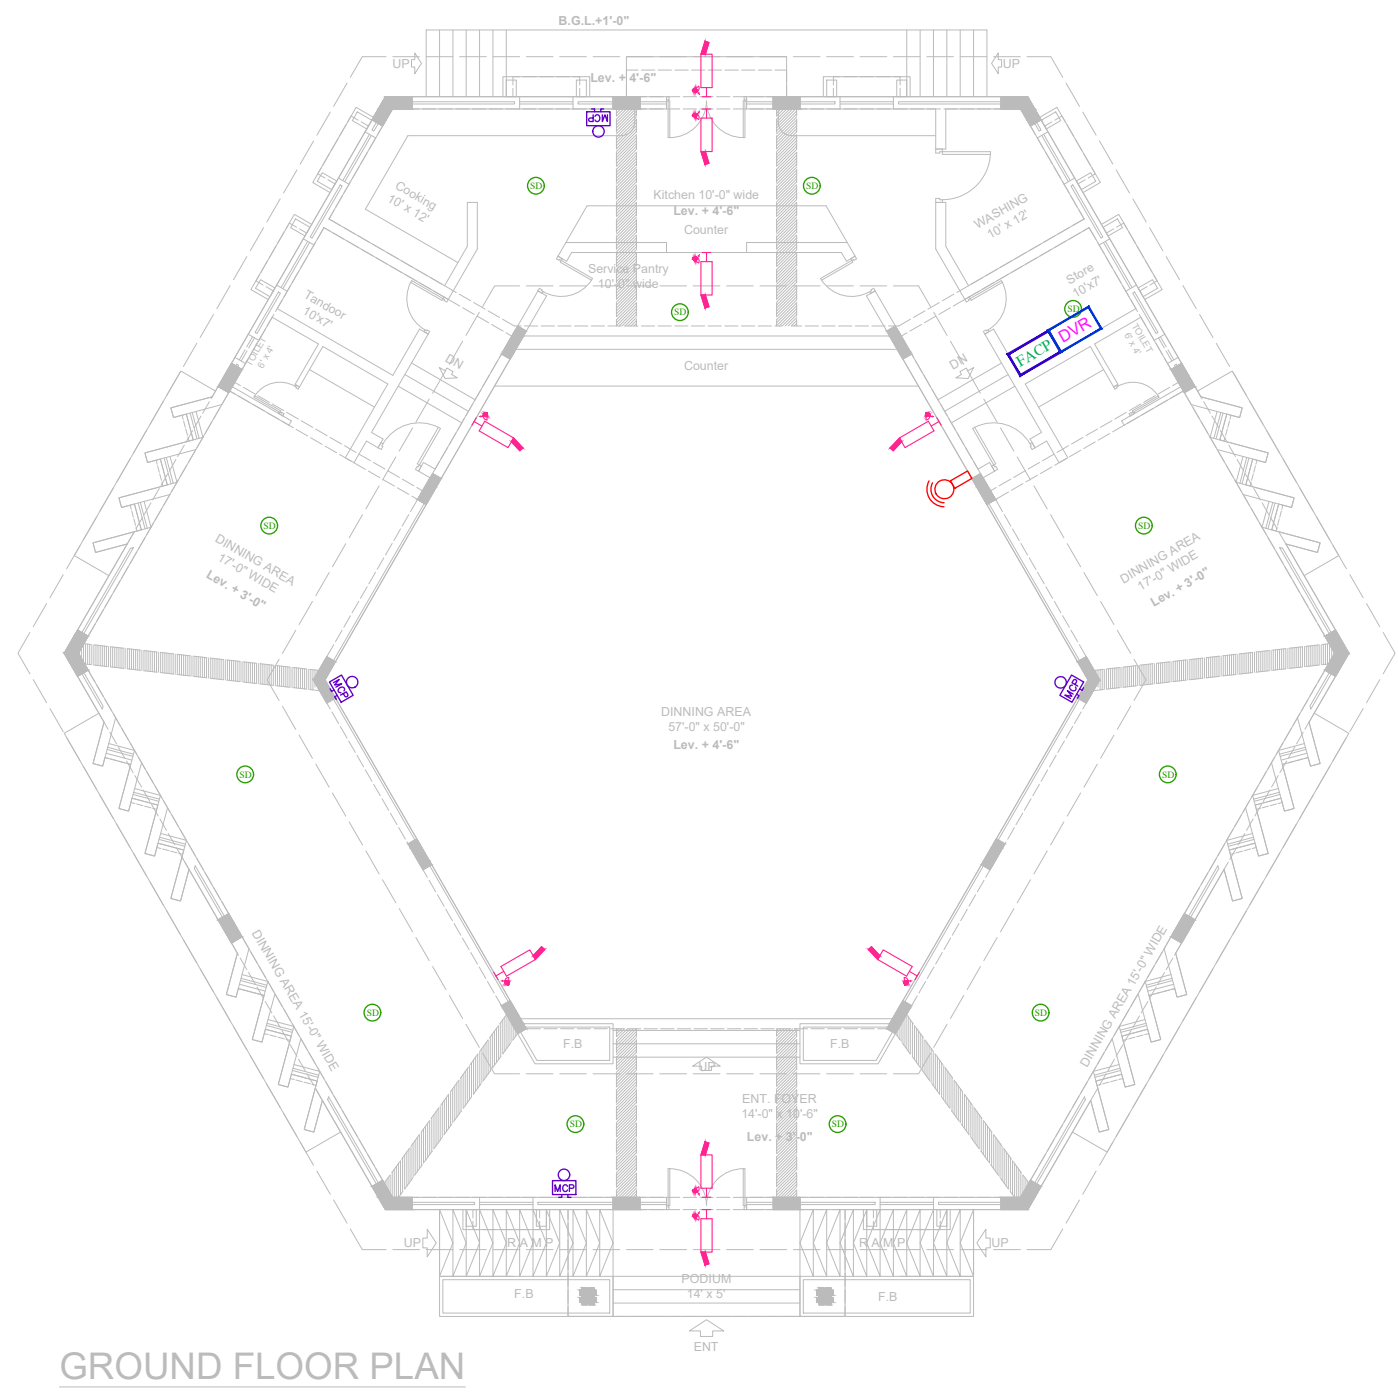 B.G.L.+1'-0"
UP
UP
Lev. + 4'-6"
MCP
SD
SD
Cooking
10' x 12'
Kitchen 10'-0" wide
Lev. + 4'-6"
Counter
WASHING
10' x 12'
Service Pantry
10'-0" wide
Store
10'x7'
Tandoor
10'x7'
SD
SD
DVR
FACP
TOILET
6' x 4'
TOILET
6' x 4'
DN
Counter
DN
SD
SD
DINNING AREA
17'-0" WIDE
Lev. + 3'-0"
DINNING AREA
17'-0" WIDE
Lev. + 3'-0"
MCP
MCP
DINNING AREA
57'-0" x 50'-0"
Lev. + 4'-6"
SD
SD
DINNING AREA 15'-0" WIDE
DINNING AREA 15'-0" WIDE
SD
SD
F.B
F.B
UP
ENT. FOYER
14'-0" x 10'-6"
Lev. + 3'-0"
SD
SD
MCP
UP
RAMP
RAMP
UP
PODIUM
14' x 5'
F.B
F.B
ENT
GROUND FLOOR PLAN